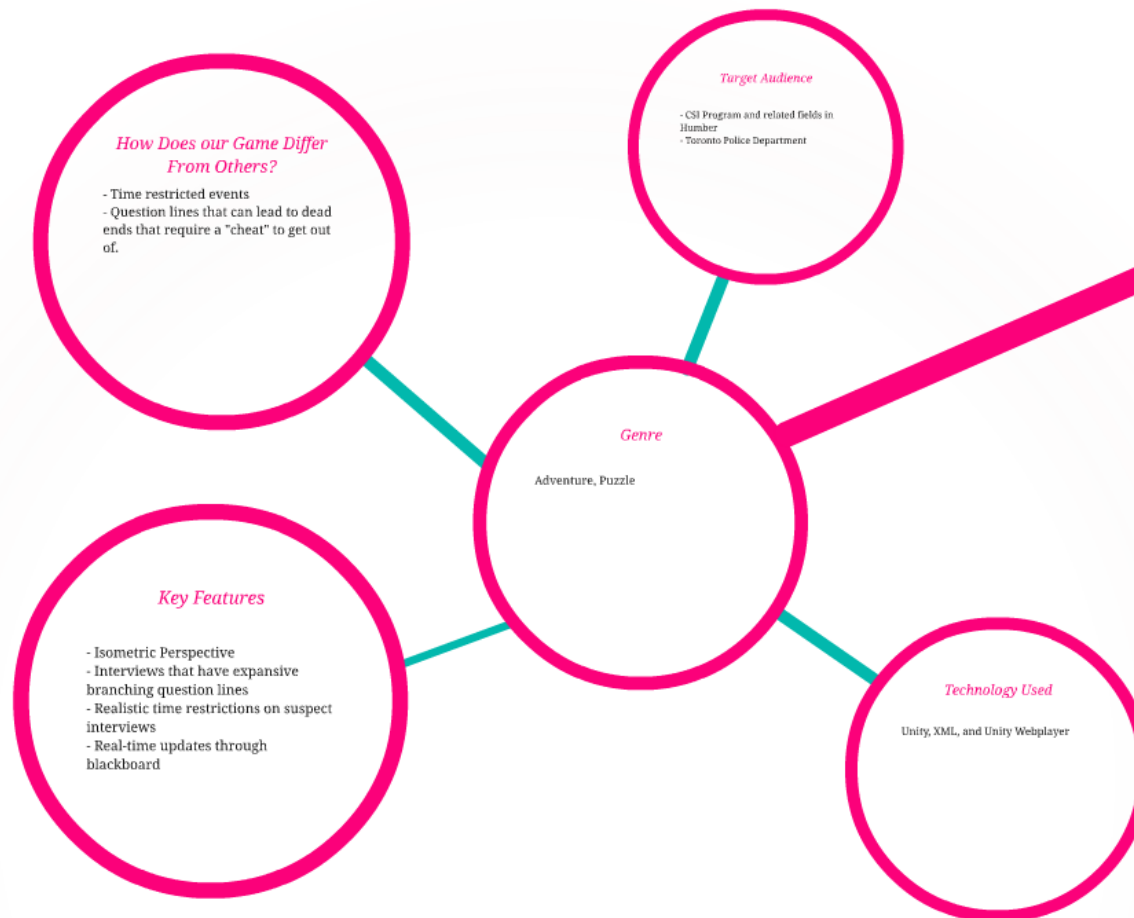 How Does our Game Differ
From Others?
- Time restricted events
- Question lines that can lead to dead
ends that require a "cheat" to get out
of.
Target Audience
- CSI Program and related fields in
Humber
- Toronto Police Department
Genre
Adventure, Puzzle
Key Features
- Isometric Perspective
- Interviews that have expansive
branching question lines
- Realistic time restrictions on suspect
interviews
- Real-time updates through
blackboard
Technology Used
Unity, XML, and Unity Webplayer